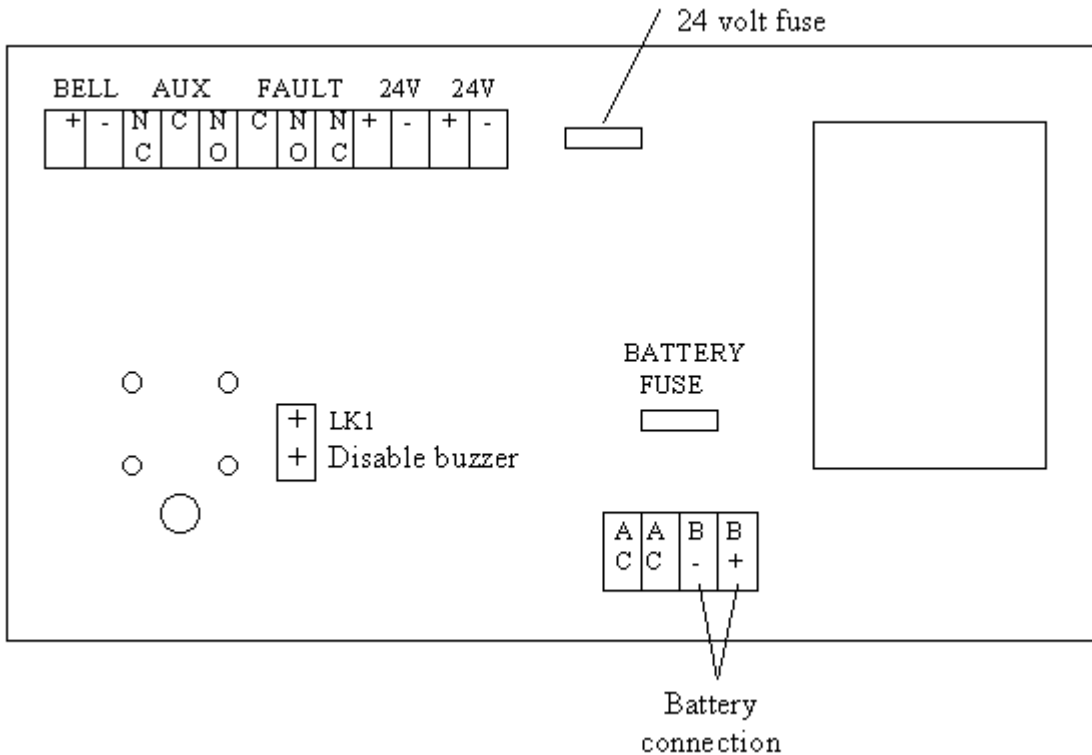 24 volt fuse
BELL AUX FAULT 24V 24V
+ - N C N C N N + - + -
C O O C
BATTERY
FUSE
+ LK1
+ Disable buzzer
A A B B
C C - +
Battery
connection